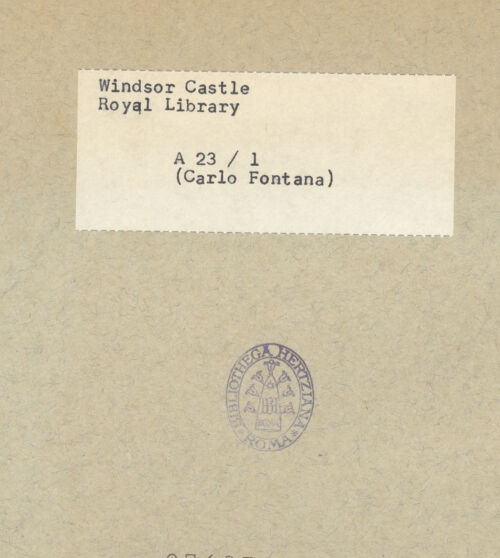 Windsor Castle
Royal Library
A 23 / 1
(Carlo Fontana)
BIBLIOTHECA HERTZIANA
ROMA